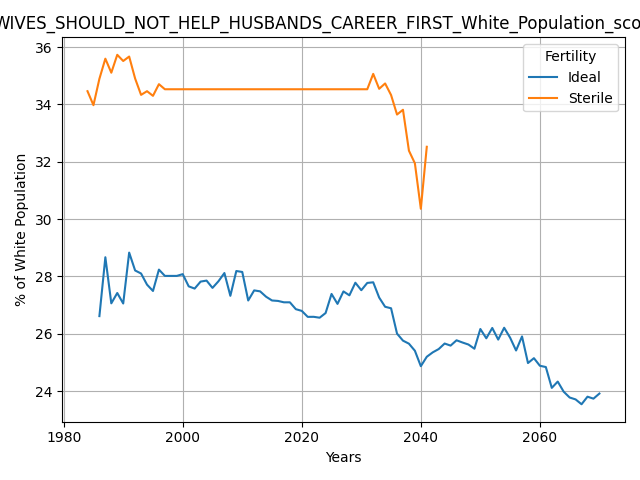 WIVES_SHOULD_NOT_HELP_HUSBANDS_CAREER_FIRST_White_Population_sco
36
34
32
30
28
26
24
% of White Population
Fertility
Ideal
Sterile
1980
2000
2020
2040
2060
Years